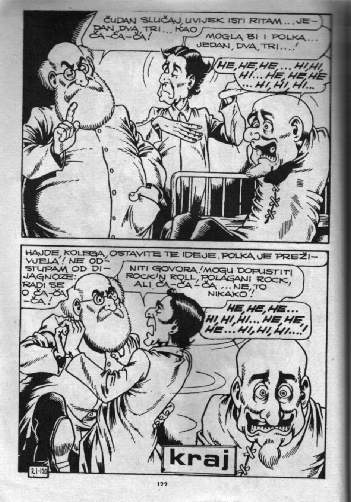 ČUDAN SLUČAJ, UVIJEK ISTI RITAM... JE-
DAN, DVA, TRI... KAO
ČA-ČA-ČA!
MOGLA BI I POLKA...
JEDAN, DVA, TRI...!
HE, HE, HE... HI, HI,
HI... HE, HE, HE
...HI, HI, HI...
HAJDE, KOLEGA, OSTAVITE TE IDEJE, POLKA JE PREŽI-
VJELA! NE OD-
STUPAM OD DI-
JAGNOZE:
RADI SE
O ČA-ČA-
ČA!
NITI GOVORA! MOGU DOPUSTITI
ROCK'N ROLL, POLAGANI ROCK,
ALI ČA-ČA-ČA... NE, TO
NIKAKO!
HE, HE, HE...
HI, HI, HI... HE, HE,
HE... HI, HI, HI...!
kraj